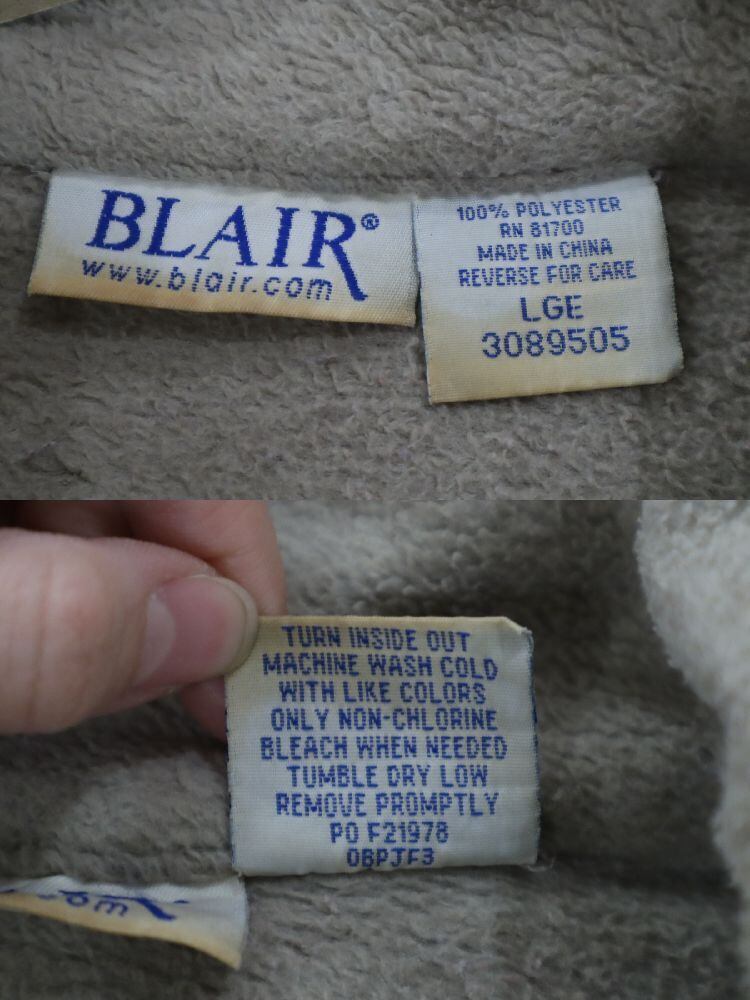 BLAIR®
www.blair.com
100% POLYESTER
RN 81700
MADE IN CHINA
REVERSE FOR CARE
LGE
3089505
TURN INSIDE OUT
MACHINE WASH COLD
WITH LIKE COLORS
ONLY NON-CHLORINE
BLEACH WHEN NEEDED
TUMBLE DRY LOW
REMOVE PROMPTLY
PO F21978
OBPJF3
.com